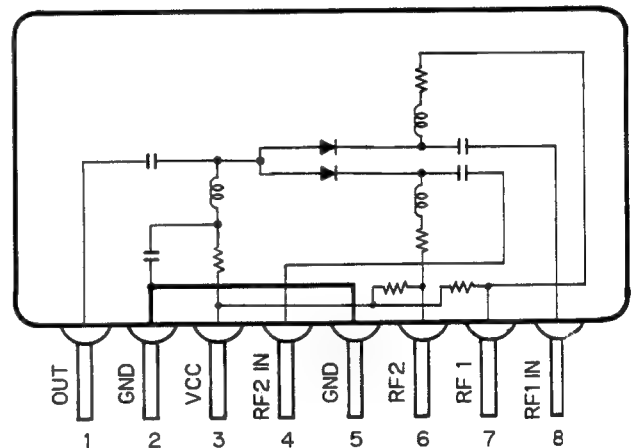 OUT
GND
VCC
RF2 IN
GND
RF2
RF 1
RF1 IN
1 2 3 4 5 6 7 8